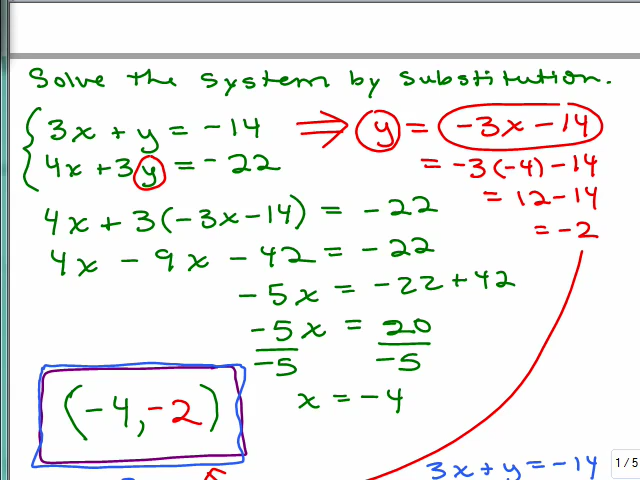 Solve the system by substitution.
3x + y = -14 ⇒ y = -3x - 14
4x + 3y = -22
= -3(-4) - 14
= 12 - 14
= -2
4x + 3(-3x - 14) = -22
4x - 9x - 42 = -22
-5x = -22 + 42
-5x = 20
-5 -5
x = -4
(-4, -2)
3x + y = -14
1/5